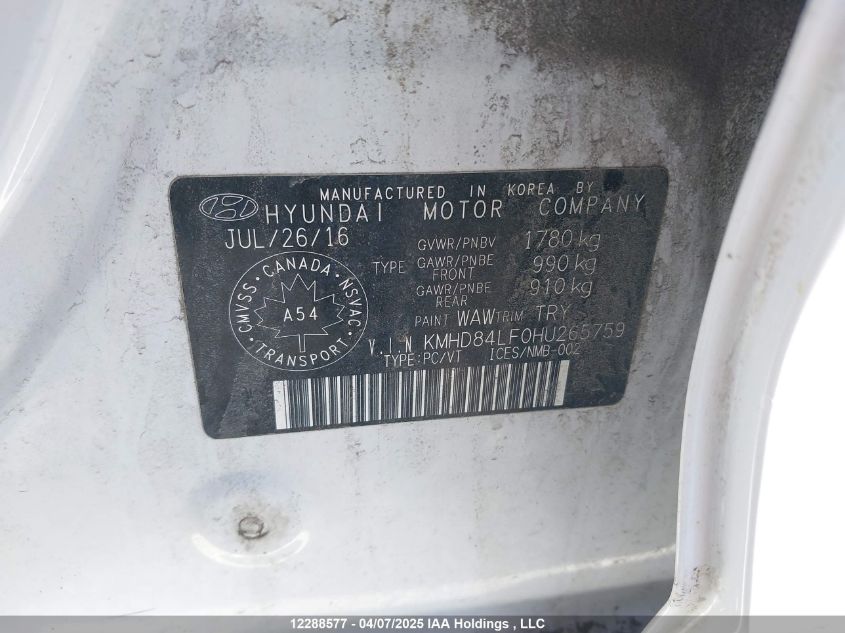 MANUFACTURED IN KOREA BY
HYUNDAI MOTOR COMPANY
JUL/26/16
GVWR/PNBV 1780 kg
TYPE GAWR/PNBE FRONT 990 kg
GAWR/PNBE REAR 910 kg
PAINT WAW TRIM TRY
CANADA · NSVAC
TRANSPORT · CMVSS
A54
V.I.N KMHD84LF0HU265759
TYPE:PC/VT ICES/NMB-002
12288577 - 04/07/2025 IAA Holdings , LLC